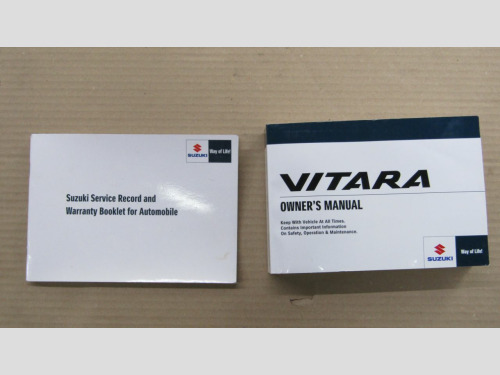 SUZUKI Way of Life!
Suzuki Service Record and
Warranty Booklet for Automobile
VITARA
OWNER'S MANUAL
Keep With Vehicle At All Times.
Contains Important Information
On Safety, Operation & Maintenance.
SUZUKI Way of Life!